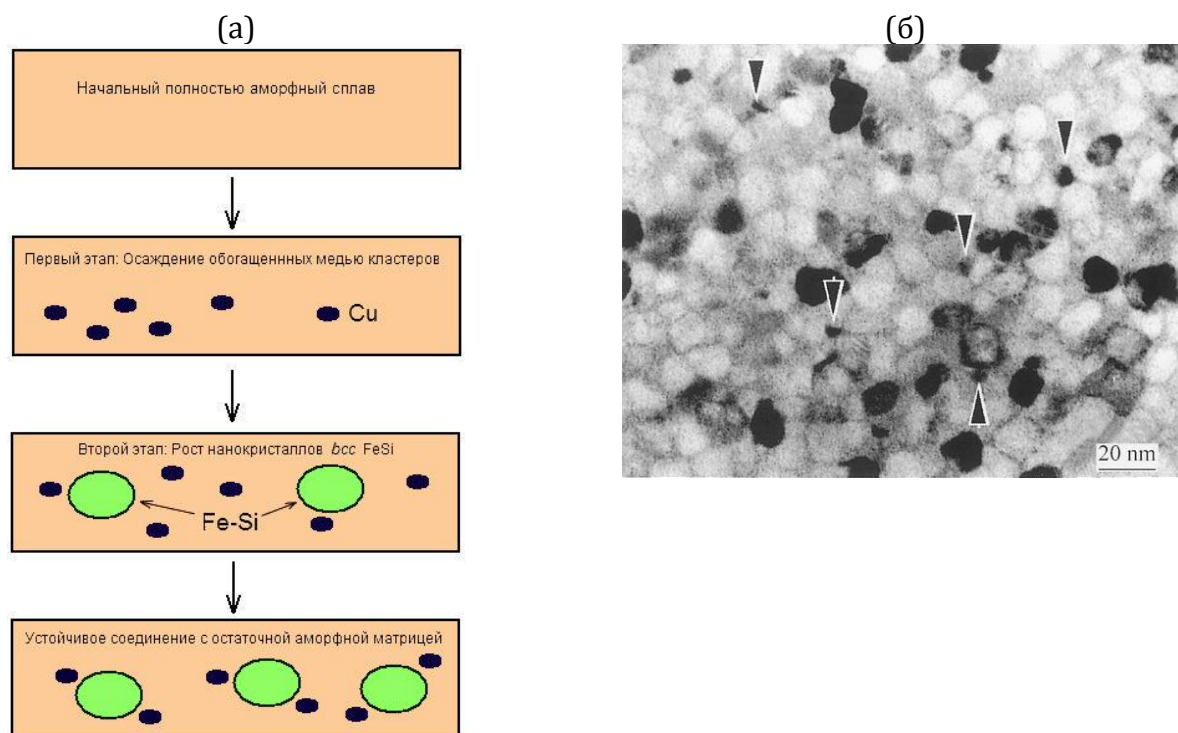 (а)
Начальный полностью аморфный сплав
Первый этап: Осаждение обогащеннных медью кластеров
Cu
Второй этап: Рост нанокристаллов bcc FeSi
Fe-Si
Устойчивое соединение с остаточной аморфной матрицей
(б)
20 nm